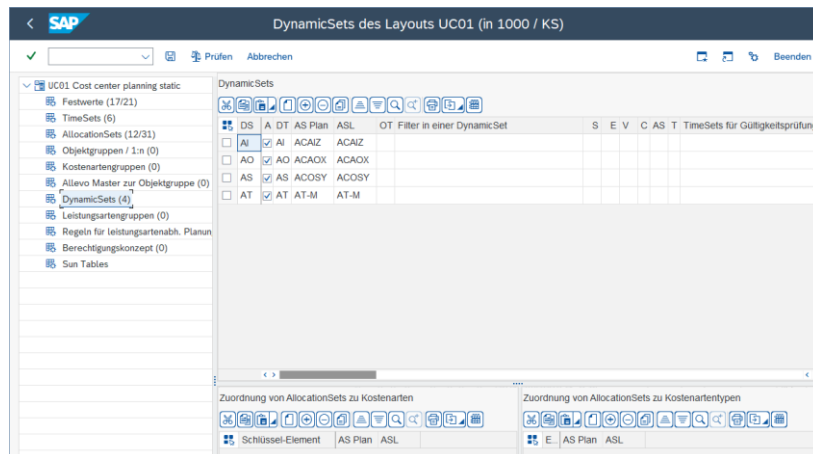 SAP DynamicSets des Layouts UC01 (in 1000 / KS)
Prüfen Abbrechen Beenden
UC01 Cost center planning static
Festwerte (17/21)
TimeSets (6)
AllocationSets (12/31)
Objektgruppen / 1:n (0)
Kostenartengruppen (0)
Allevo Master zur Objektgruppe (0)
DynamicSets (4)
Leistungsartengruppen (0)
Regeln für leistungsartenabh. Planun
Berechtigungskonzept (0)
Sun Tables
DynamicSets
DS A DT AS Plan ASL OT Filter in einer DynamicSet S E V C AS T TimeSets für Gültigkeitsprüfung
AI AI ACAIZ ACAIZ
AO AO ACAOX ACAOX
AS AS ACOSY ACOSY
AT AT AT-M AT-M
Zuordnung von AllocationSets zu Kostenarten
Schlüssel-Element AS Plan ASL
Zuordnung von AllocationSets zu Kostenartentypen
E.. AS Plan ASL